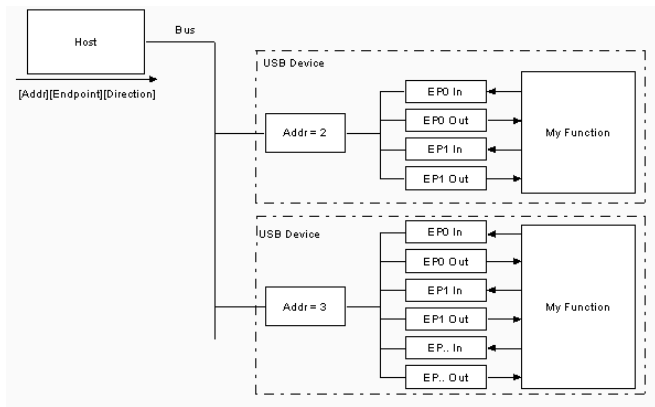 Host
Bus
[Addr][Endpoint][Direction]
USB Device
Addr = 2
EP0 In
EP0 Out
EP1 In
EP1 Out
My Function
USB Device
Addr = 3
EP0 In
EP0 Out
EP1 In
EP1 Out
EP.. In
EP.. Out
My Function